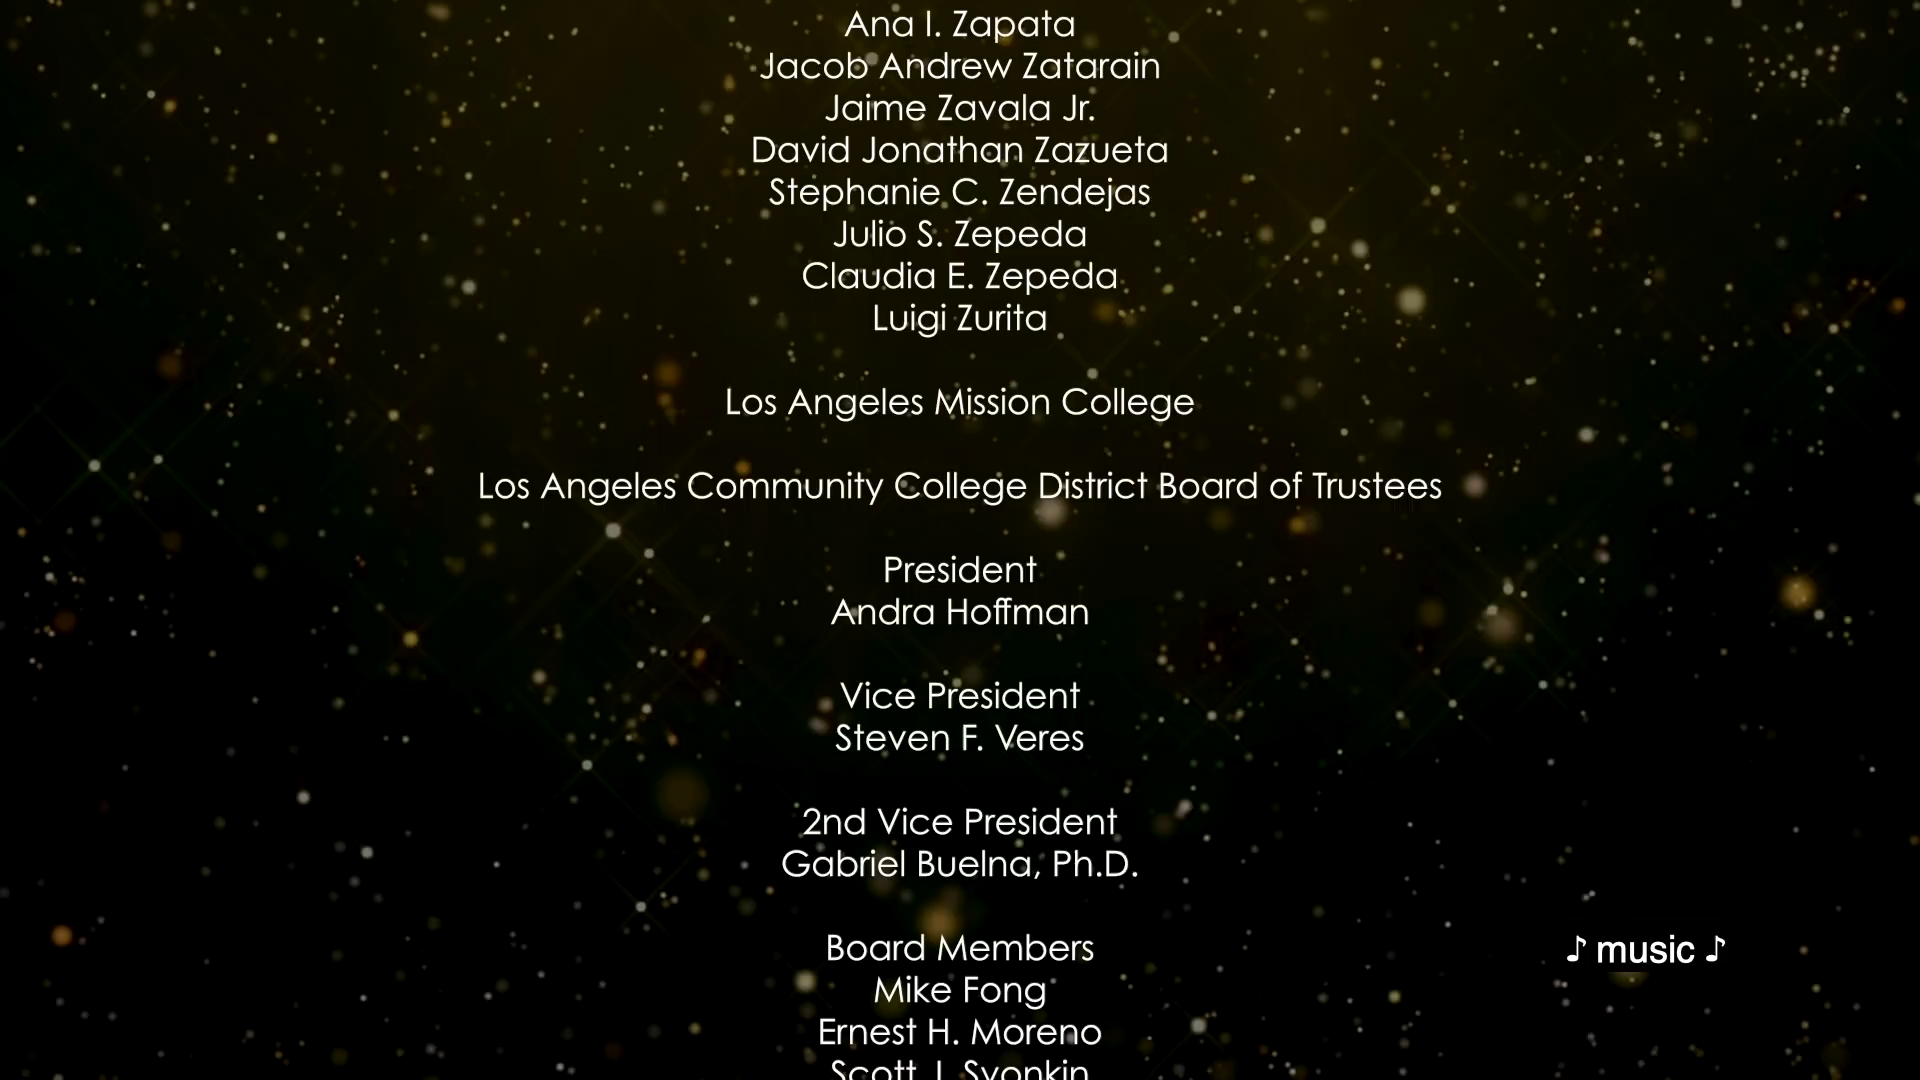 Ana I. Zapata
Jacob Andrew Zatarain
Jaime Zavala Jr.
David Jonathan Zazueta
Stephanie C. Zendejas
Julio S. Zepeda
Claudia E. Zepeda
Luigi Zurita
Los Angeles Mission College
Los Angeles Community College District Board of Trustees
President
Andra Hoffman
Vice President
Steven F. Veres
2nd Vice President
Gabriel Buelna, Ph.D.
Board Members
♪ music ♪
Mike Fong
Ernest H. Moreno
Scott J. Svonkin